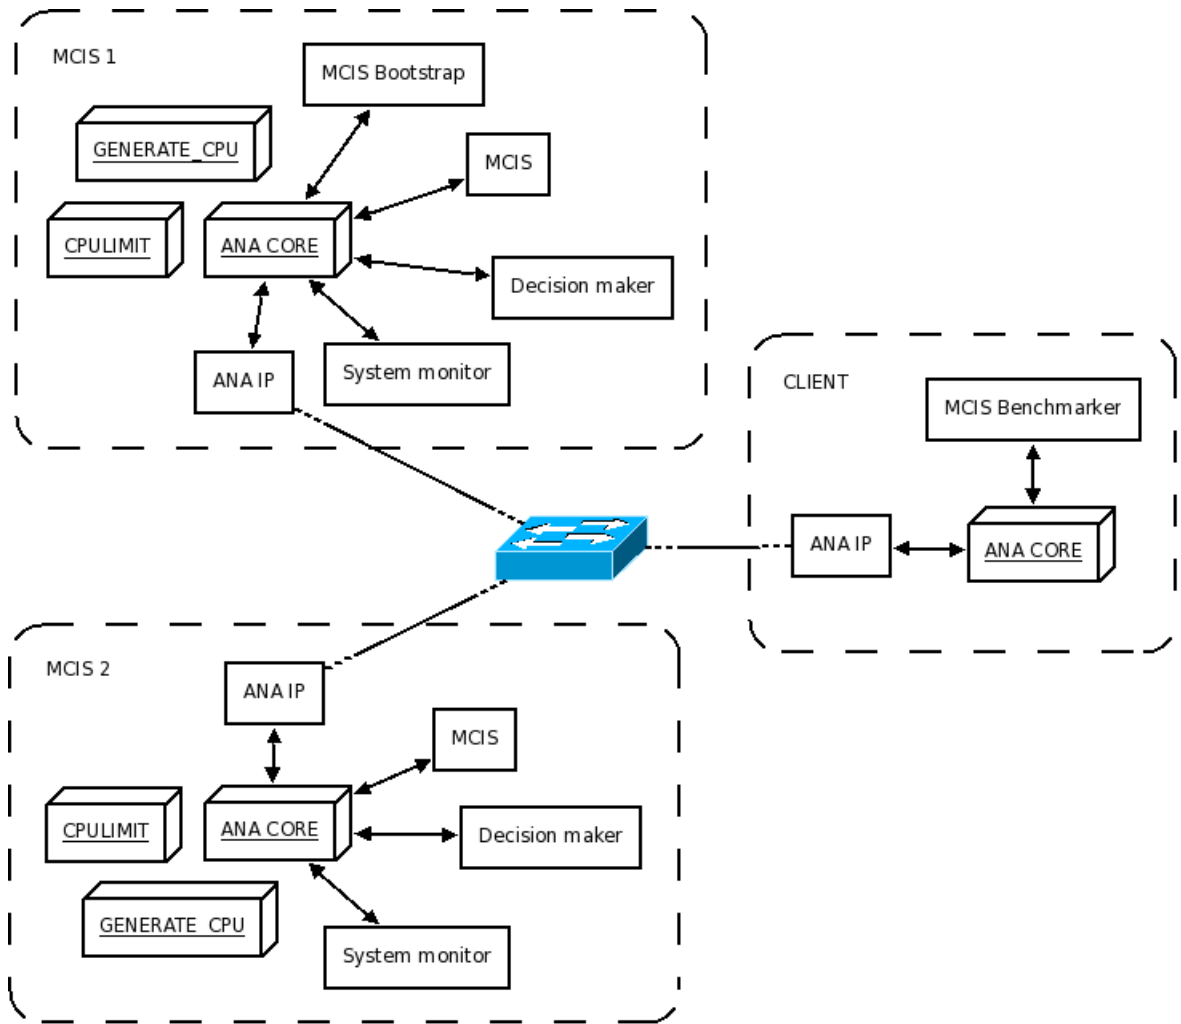 MCIS 1
MCIS Bootstrap
GENERATE_CPU
MCIS
CPULIMIT
ANA CORE
Decision maker
ANA IP
System monitor
CLIENT
MCIS Benchmarker
ANA IP
ANA CORE
MCIS 2
ANA IP
MCIS
CPULIMIT
ANA CORE
Decision maker
GENERATE_CPU
System monitor